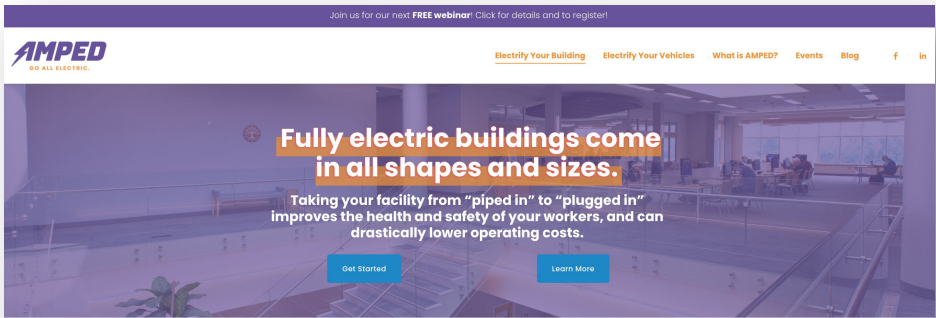 Join us for our next FREE webinar! Click for details and to register!
AMPED
GO ALL ELECTRIC.
Electrify Your Building
Electrify Your Vehicles
What is AMPED?
Events
Blog
f
in
Fully electric buildings come
in all shapes and sizes.
Taking your facility from “piped in” to “plugged in”
improves the health and safety of your workers, and can
drastically lower operating costs.
Get Started
Learn More